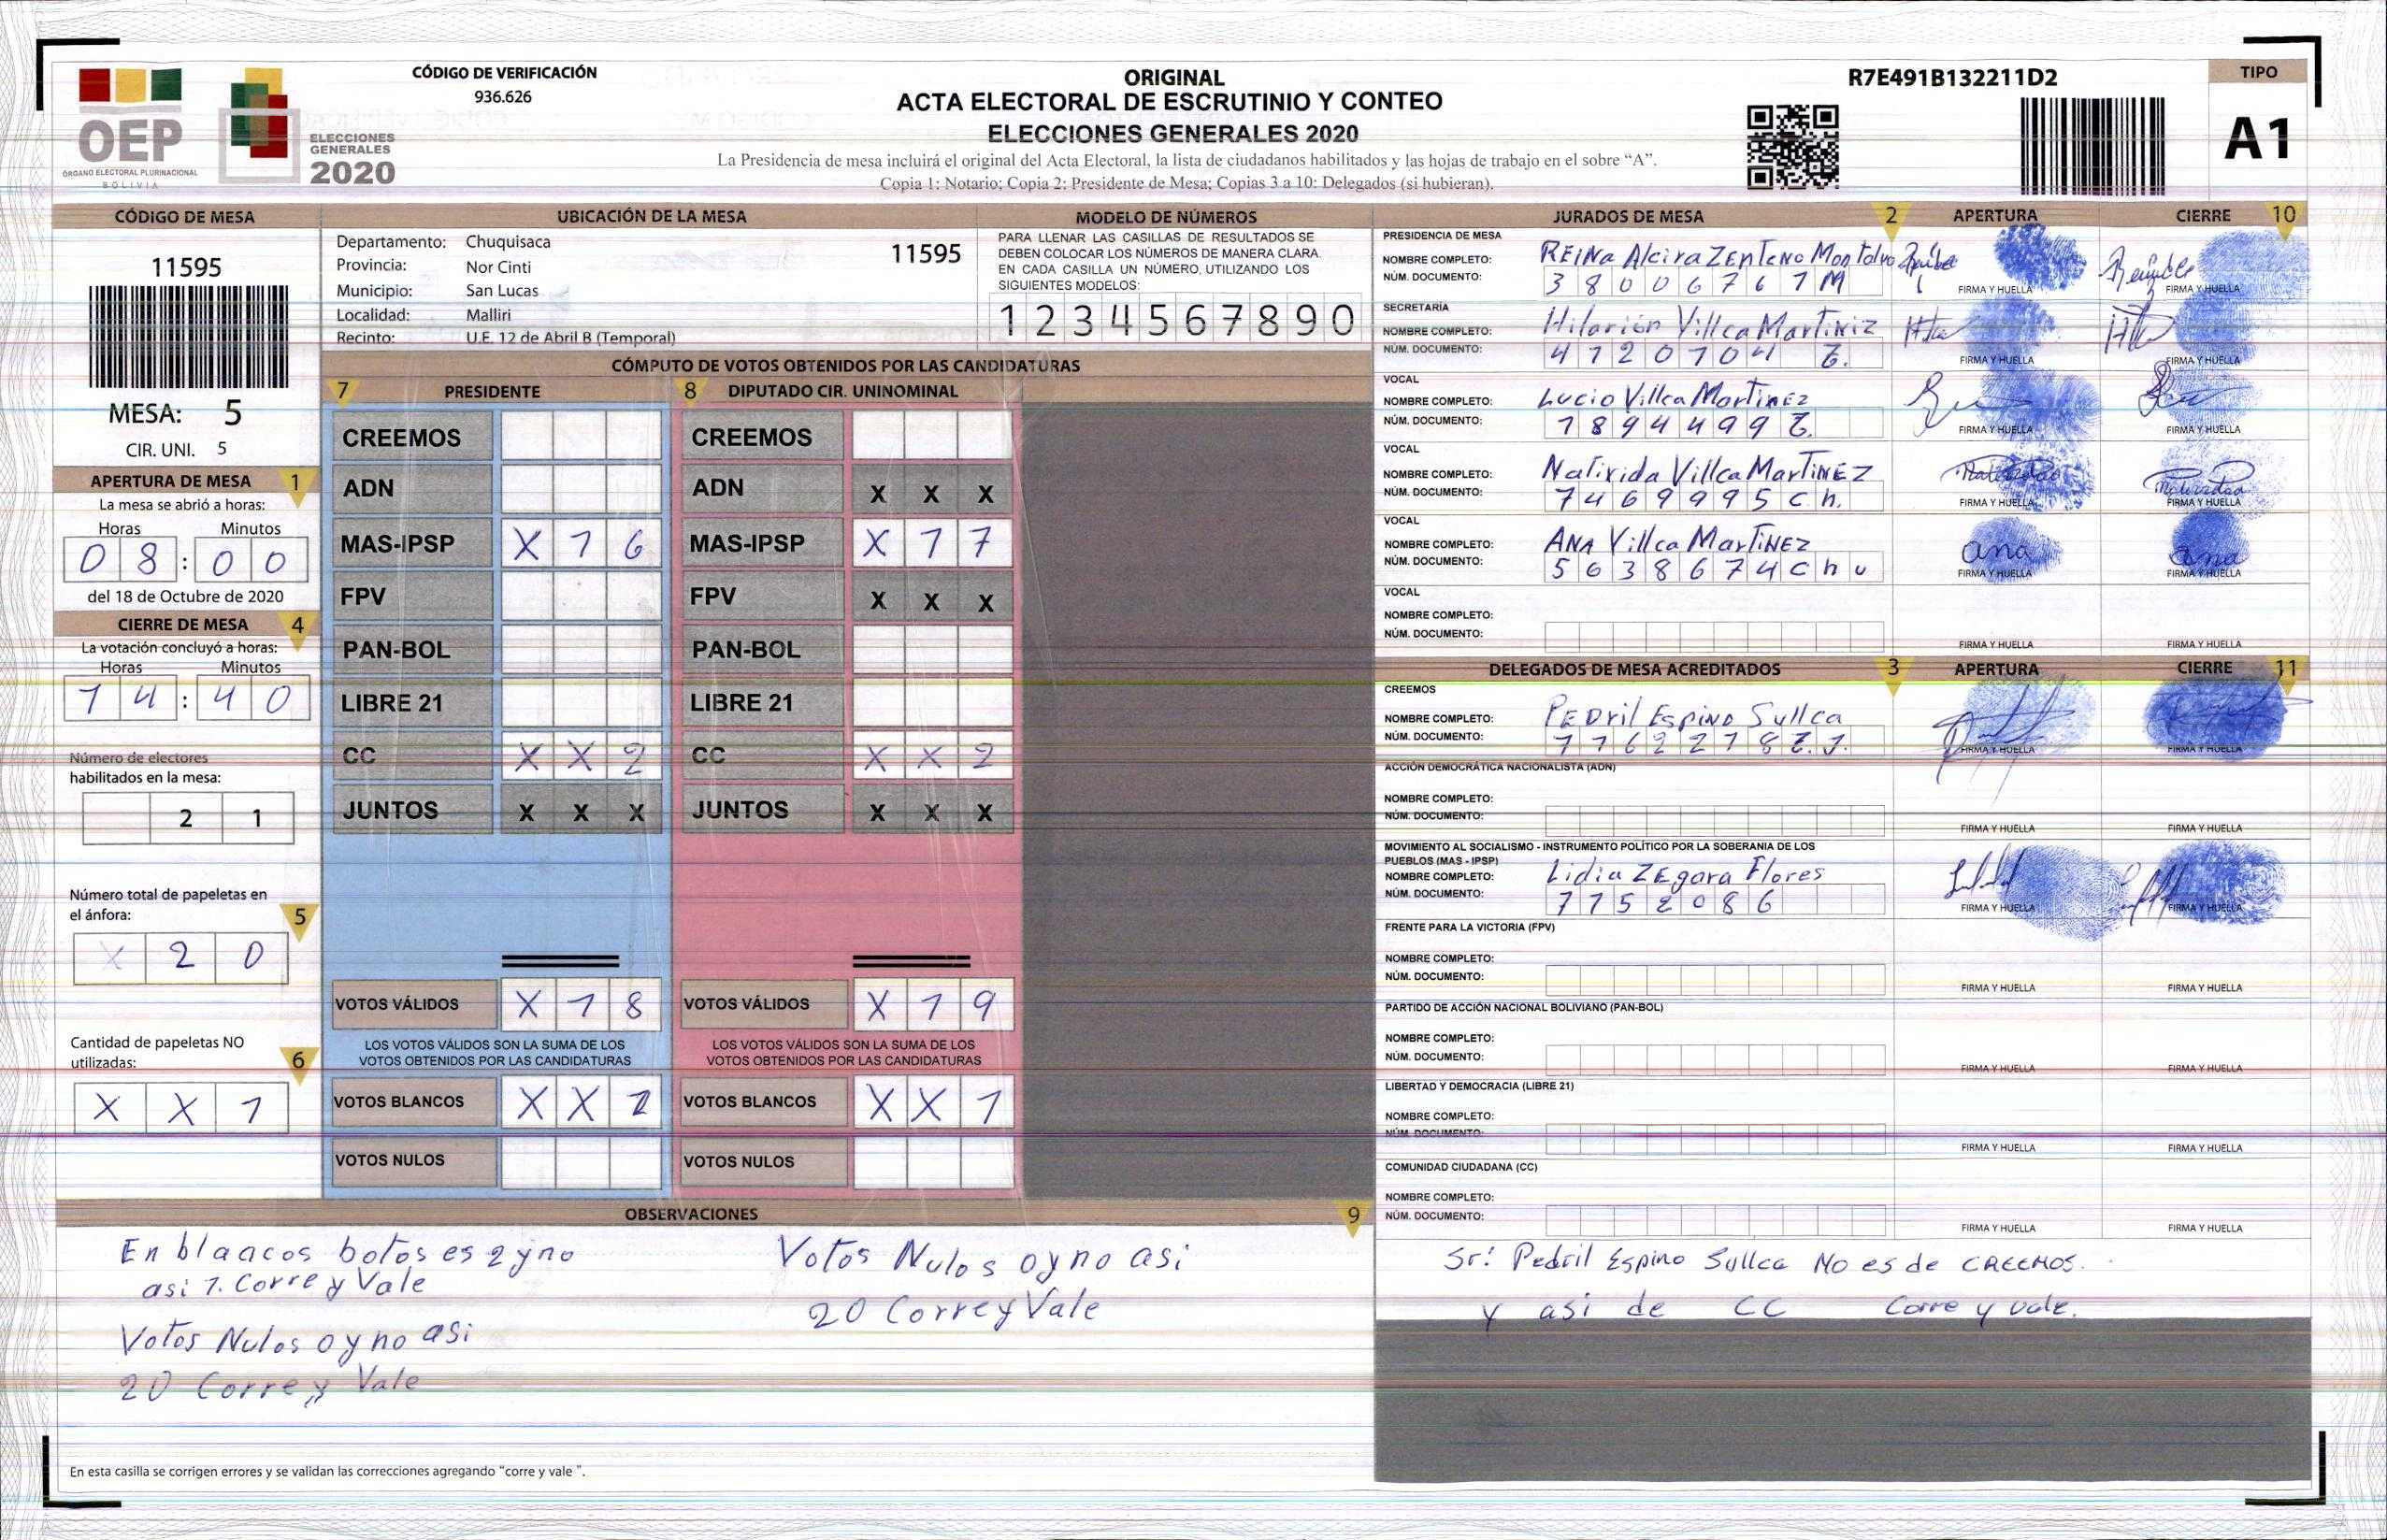 CÓDIGO DE VERIFICACIÓN
936.626
OEP
ÓRGANO ELECTORAL PLURINACIONAL
BOLIVIA
ELECCIONES
GENERALES
2020
ORIGINAL
ACTA ELECTORAL DE ESCRUTINIO Y CONTEO
ELECCIONES GENERALES 2020
La Presidencia de mesa incluirá el original del Acta Electoral, la lista de ciudadanos habilitados y las hojas de trabajo en el sobre “A”.
Copia 1: Notario; Copia 2: Presidente de Mesa; Copias 3 a 10: Delegados (si hubieran).
R7E491B132211D2
TIPO
A1
CÓDIGO DE MESA
11595
MESA: 5
CIR. UNI. 5
APERTURA DE MESA 1
La mesa se abrió a horas:
Horas Minutos
0 8 : 0 0
del 18 de Octubre de 2020
CIERRE DE MESA 4
La votación concluyó a horas:
Horas Minutos
1 4 : 4 0
Número de electores
habilitados en la mesa:
2 1
Número total de papeletas en
el ánfora: 5
X 2 0
Cantidad de papeletas NO
utilizadas: 6
X X 1
UBICACIÓN DE LA MESA
Departamento: Chuquisaca 11595
Provincia: Nor Cinti
Municipio: San Lucas
Localidad: Malliri
Recinto: U.E. 12 de Abril B (Temporal)
MODELO DE NÚMEROS
PARA LLENAR LAS CASILLAS DE RESULTADOS SE
DEBEN COLOCAR LOS NÚMEROS DE MANERA CLARA.
EN CADA CASILLA UN NÚMERO, UTILIZANDO LOS
SIGUIENTES MODELOS:
1 2 3 4 5 6 7 8 9 0
CÓMPUTO DE VOTOS OBTENIDOS POR LAS CANDIDATURAS
7 PRESIDENTE
CREEMOS
ADN
MAS-IPSP X 1 6
FPV
PAN-BOL
LIBRE 21
CC X X 2
JUNTOS X X X
VOTOS VÁLIDOS X 1 8
LOS VOTOS VÁLIDOS SON LA SUMA DE LOS
VOTOS OBTENIDOS POR LAS CANDIDATURAS
VOTOS BLANCOS X X 2
VOTOS NULOS
8 DIPUTADO CIR. UNINOMINAL
CREEMOS
ADN X X X
MAS-IPSP X 1 7
FPV X X X
PAN-BOL
LIBRE 21
CC X X 2
JUNTOS X X X
VOTOS VÁLIDOS X 1 9
LOS VOTOS VÁLIDOS SON LA SUMA DE LOS
VOTOS OBTENIDOS POR LAS CANDIDATURAS
VOTOS BLANCOS X X 1
VOTOS NULOS
OBSERVACIONES 9
En blaacos botos es 2 y no
asi 1. Corre y Vale
Votos Nulos 0 y no asi
20 Corre y Vale
Votos Nulos 0 y no asi
20 Corre y Vale
En esta casilla se corrigen errores y se validan las correcciones agregando “corre y vale ”.
JURADOS DE MESA 2 APERTURA CIERRE 10
PRESIDENCIA DE MESA
NOMBRE COMPLETO: REiNa Alcira ZENteNo Montalvo
NÚM. DOCUMENTO: 3 8 0 0 6 7 6 1 M
FIRMA Y HUELLA FIRMA Y HUELLA
SECRETARÍA
NOMBRE COMPLETO: Hilarión Villca Martiniz
NÚM. DOCUMENTO: 4 1 2 0 1 0 4
FIRMA Y HUELLA FIRMA Y HUELLA
VOCAL
NOMBRE COMPLETO: Lucio Villca MartiNEZ
NÚM. DOCUMENTO: 1 8 9 4 4 9 9
FIRMA Y HUELLA FIRMA Y HUELLA
VOCAL
NOMBRE COMPLETO: Villca MartiNEZ
NÚM. DOCUMENTO: 7 4 6 9 9 9 5 C h.
FIRMA Y HUELLA FIRMA Y HUELLA
VOCAL
NOMBRE COMPLETO: ANA Villca MartiNEZ
NÚM. DOCUMENTO: 5 6 3 8 6 7 4 C h u
ana ana
FIRMA Y HUELLA FIRMA Y HUELLA
VOCAL
NOMBRE COMPLETO:
NÚM. DOCUMENTO:
FIRMA Y HUELLA FIRMA Y HUELLA
DELEGADOS DE MESA ACREDITADOS 3 APERTURA CIERRE 11
CREEMOS
NOMBRE COMPLETO: PEDril Espino Sullca
NÚM. DOCUMENTO:
FIRMA Y HUELLA FIRMA Y HUELLA
ACCIÓN DEMOCRÁTICA NACIONALISTA (ADN)
NOMBRE COMPLETO:
NÚM. DOCUMENTO:
FIRMA Y HUELLA FIRMA Y HUELLA
MOVIMIENTO AL SOCIALISMO - INSTRUMENTO POLÍTICO POR LA SOBERANIA DE LOS
PUEBLOS (MAS - IPSP)
NOMBRE COMPLETO: Lidia ZEgara Flores
NÚM. DOCUMENTO: 7 7 5 2 0 8 6
FIRMA Y HUELLA FIRMA Y HUELLA
FRENTE PARA LA VICTORIA (FPV)
NOMBRE COMPLETO:
NÚM. DOCUMENTO:
FIRMA Y HUELLA FIRMA Y HUELLA
PARTIDO DE ACCIÓN NACIONAL BOLIVIANO (PAN-BOL)
NOMBRE COMPLETO:
NÚM. DOCUMENTO:
FIRMA Y HUELLA FIRMA Y HUELLA
LIBERTAD Y DEMOCRACIA (LIBRE 21)
NOMBRE COMPLETO:
NÚM. DOCUMENTO:
FIRMA Y HUELLA FIRMA Y HUELLA
COMUNIDAD CIUDADANA (CC)
NOMBRE COMPLETO:
NÚM. DOCUMENTO:
FIRMA Y HUELLA FIRMA Y HUELLA
Sr: Pedril Espino Sullca NO es de CREEMOS.
y asi de CC Corre y vale.